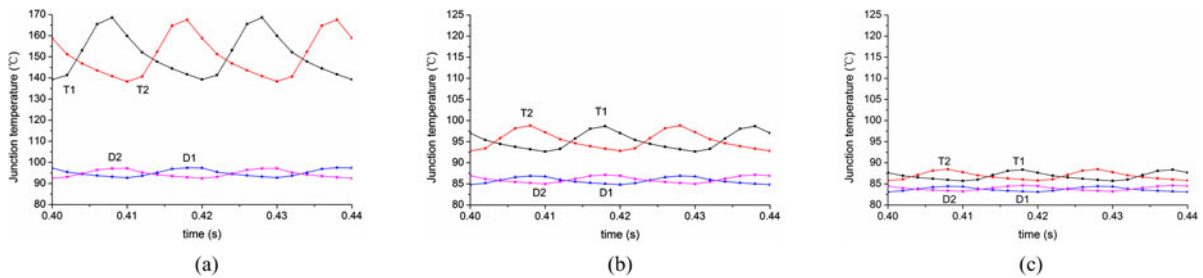 170
160
150
140
130
120
110
100
90
80
Junction temperature (℃)
T1
T2
D2
D1
0.40
0.41
0.42
0.43
0.44
time (s)
(a)
125
120
115
110
105
100
95
90
85
80
Junction temperature (℃)
T2
T1
D2
D1
0.40
0.41
0.42
0.43
0.44
time (s)
(b)
125
120
115
110
105
100
95
90
85
80
Junction temperature (℃)
T2
T1
D2
D1
0.40
0.41
0.42
0.43
0.44
time (s)
(c)